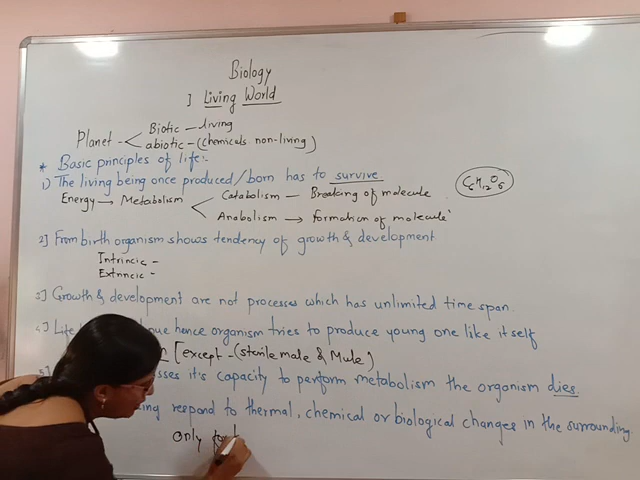 Biology
] Living World
Biotic — living
Planet - < abiotic - (chemicals non-living)
* Basic principles of life:-
1) The living being once produced/born has to survive
Energy → Metabolism < Catabolism — Breaking of molecule
Anabolism → formation of molecule
C6H12O6
2] From birth organism shows tendency of growth & development
Intrincic -
Extrincic -
3] Growth & development are not processes which has unlimited time span.
4] Life hence organism tries to produce young one like itself
[except - (sterile male & Mule)
5 it's capacity to perform metabolism the organism dies.
respond to thermal, chemical or biological changes in the surrounding.
Only